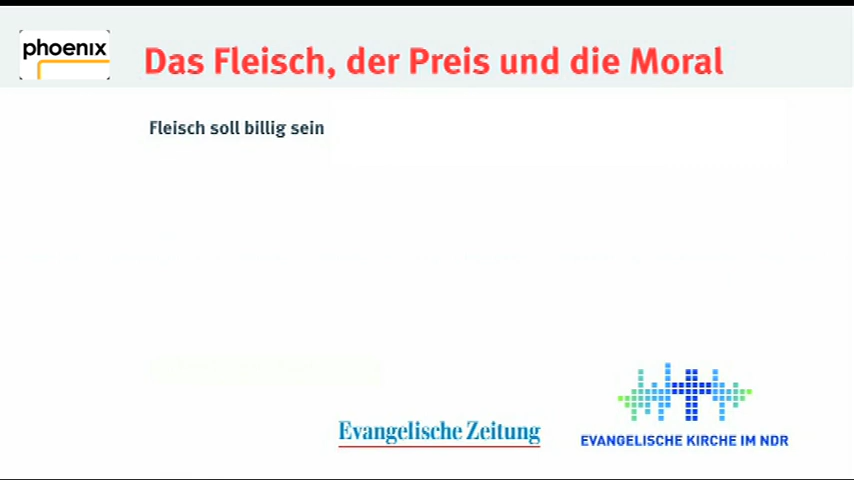 phoenix
Das Fleisch, der Preis und die Moral
Fleisch soll billig sein
Evangelische Zeitung
EVANGELISCHE KIRCHE IM NDR